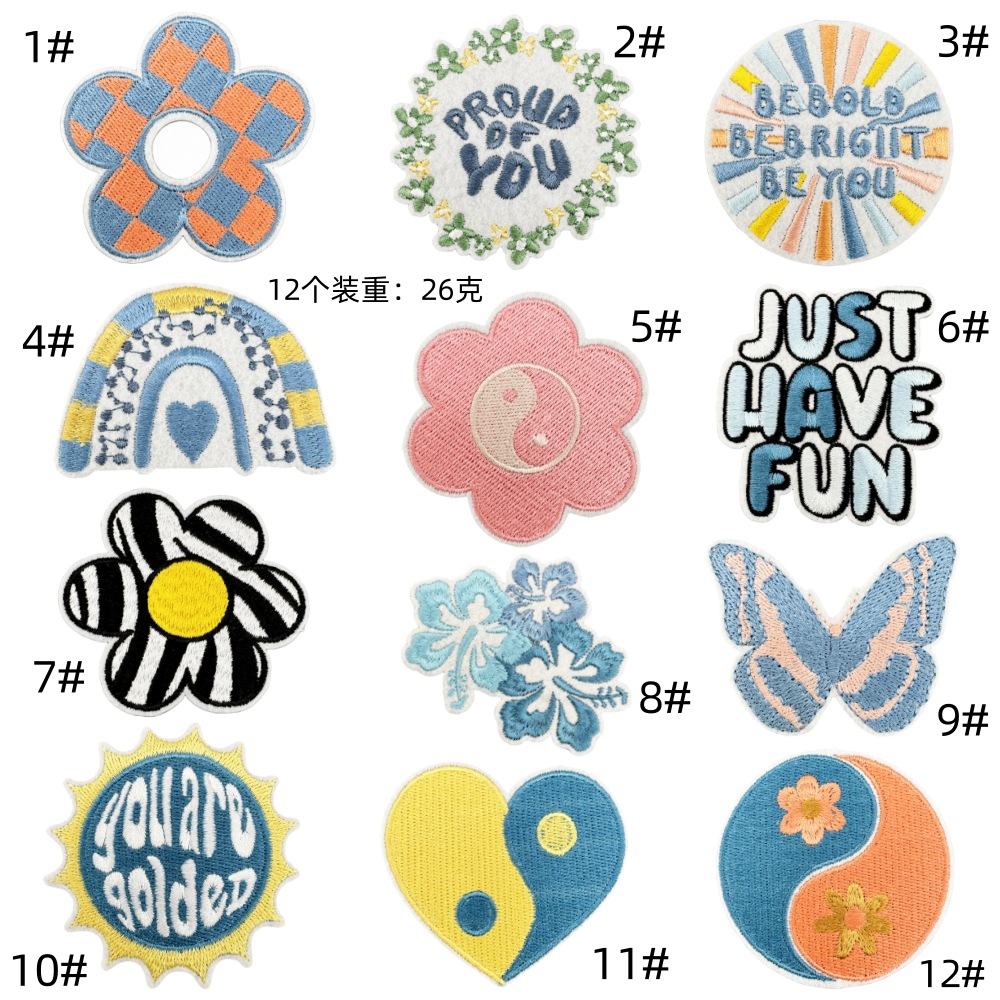 1#
2#
3#
PROUD
OF
YOU
BE BOLD
BE BRIGHT
BE YOU
12个装重：26克
4#
5#
6#
JUST
HAVE
FUN
7#
8#
9#
you are
golden
10#
11#
12#